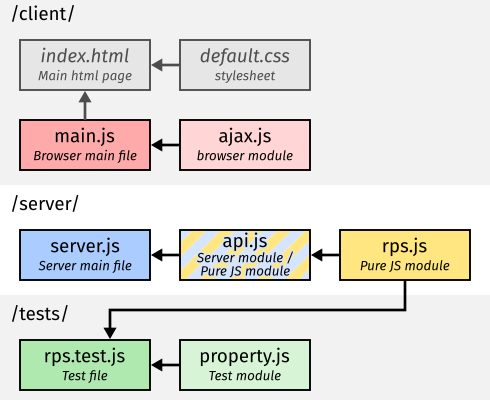 /client/
index.html
Main html page
default.css
stylesheet
main.js
Browser main file
ajax.js
browser module
/server/
server.js
Server main file
api.js
Server module /
Pure JS module
rps.js
Pure JS module
/tests/
rps.test.js
Test file
property.js
Test module